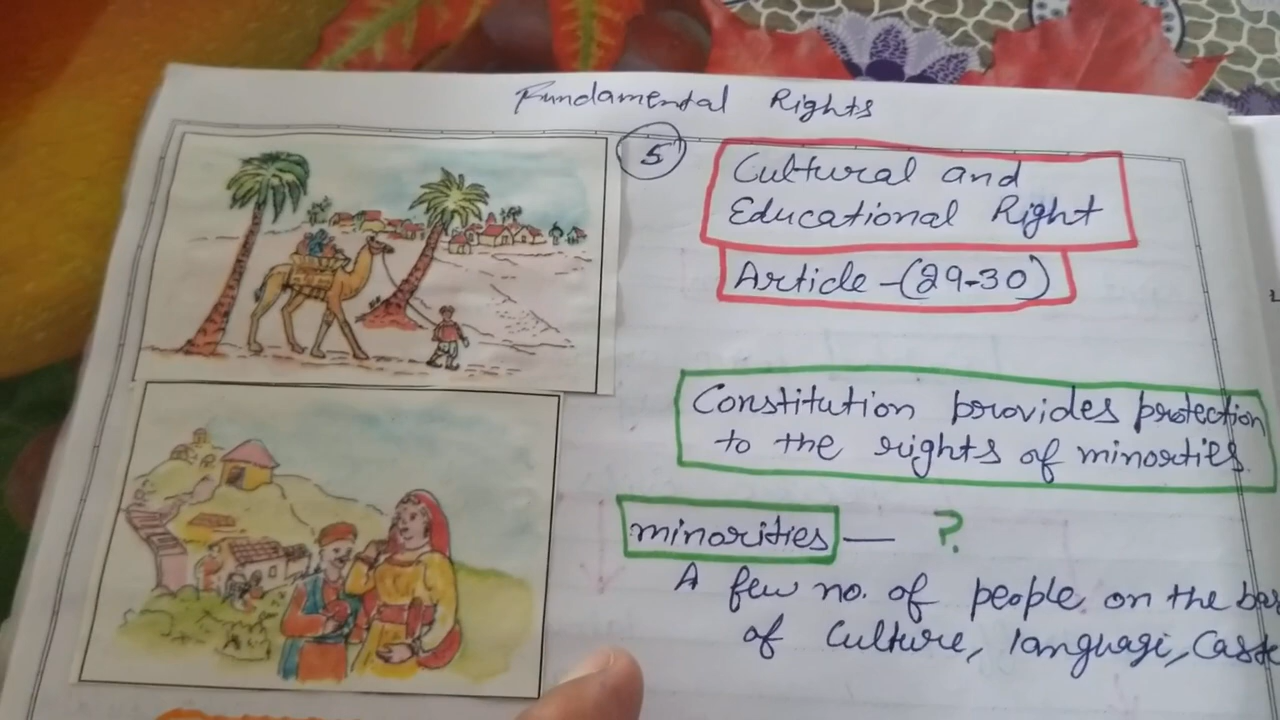 Fundamental Rights
5
Cultural and
Educational Right
Article -(29-30)
Constitution provides protection
to the rights of minorties.
minorities — ?
A few no. of people on the
of Culture, language, Caste